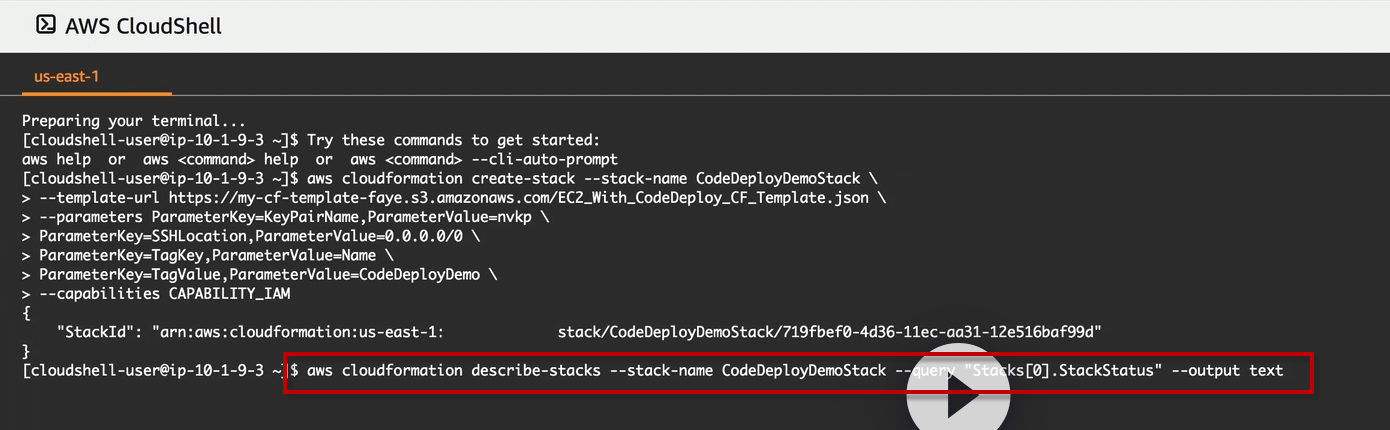 AWS CloudShell
us-east-1
Preparing your terminal...
[cloudshell-user@ip-10-1-9-3 ~]$ Try these commands to get started:
aws help  or  aws <command> help  or  aws <command> --cli-auto-prompt
[cloudshell-user@ip-10-1-9-3 ~]$ aws cloudformation create-stack --stack-name CodeDeployDemoStack \
> --template-url https://my-cf-template-faye.s3.amazonaws.com/EC2_With_CodeDeploy_CF_Template.json \
> --parameters ParameterKey=KeyPairName,ParameterValue=nvkp \
> ParameterKey=SSHLocation,ParameterValue=0.0.0.0/0 \
> ParameterKey=TagKey,ParameterValue=Name \
> ParameterKey=TagValue,ParameterValue=CodeDeployDemo \
> --capabilities CAPABILITY_IAM
{
    "StackId": "arn:aws:cloudformation:us-east-1:             stack/CodeDeployDemoStack/719fbef0-4d36-11ec-aa31-12e516baf99d"
}
[cloudshell-user@ip-10-1-9-3 ~]$ aws cloudformation describe-stacks --stack-name CodeDeployDemoStack --query "Stacks[0].StackStatus" --output text